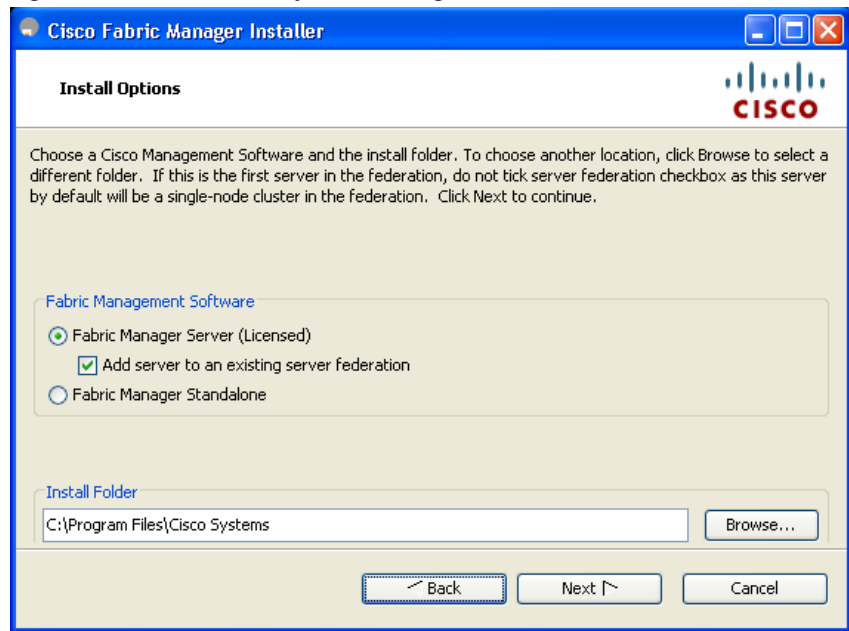 Cisco Fabric Manager Installer
Install Options
CISCO
Choose a Cisco Management Software and the install folder. To choose another location, click Browse to select a
different folder.  If this is the first server in the federation, do not tick server federation checkbox as this server
by default will be a single-node cluster in the federation.  Click Next to continue.
Fabric Management Software
Fabric Manager Server (Licensed)
Add server to an existing server federation
Fabric Manager Standalone
Install Folder
C:\Program Files\Cisco Systems
Browse...
Back
Next
Cancel